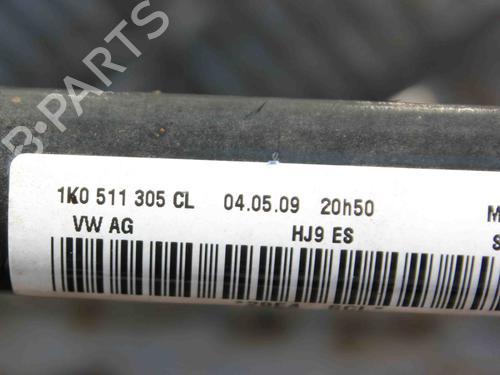 B-PARTS
1K0 511 305 CL 04.05.09 20h50 M
VW AG HJ9 ES